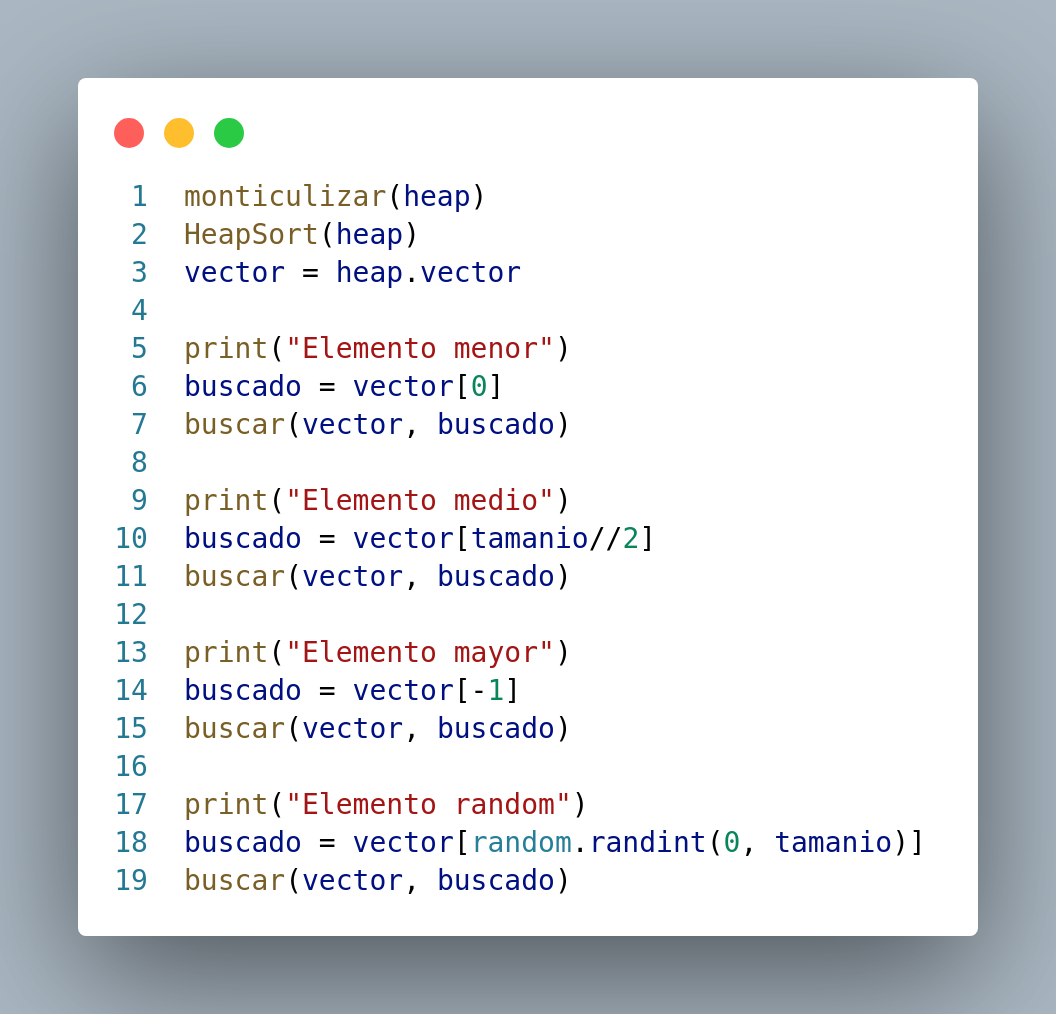 1 monticulizar(heap)
2 HeapSort(heap)
3 vector = heap.vector
4
5 print("Elemento menor")
6 buscado = vector[0]
7 buscar(vector, buscado)
8
9 print("Elemento medio")
10 buscado = vector[tamanio//2]
11 buscar(vector, buscado)
12
13 print("Elemento mayor")
14 buscado = vector[-1]
15 buscar(vector, buscado)
16
17 print("Elemento random")
18 buscado = vector[random.randint(0, tamanio)]
19 buscar(vector, buscado)